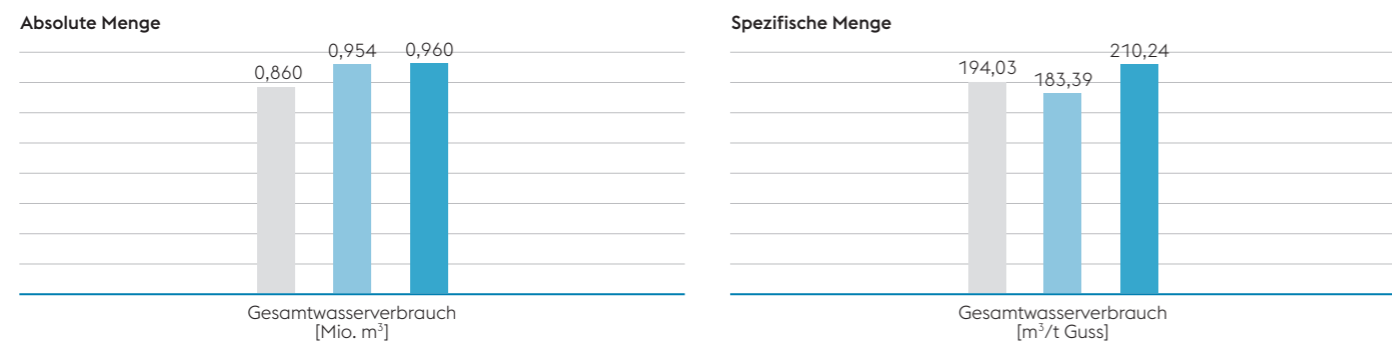 Absolute Menge
0,860
0,954
0,960
Gesamtwasserverbrauch
[Mio. m³]
Spezifische Menge
194,03
183,39
210,24
Gesamtwasserverbrauch
[m³/t Guss]